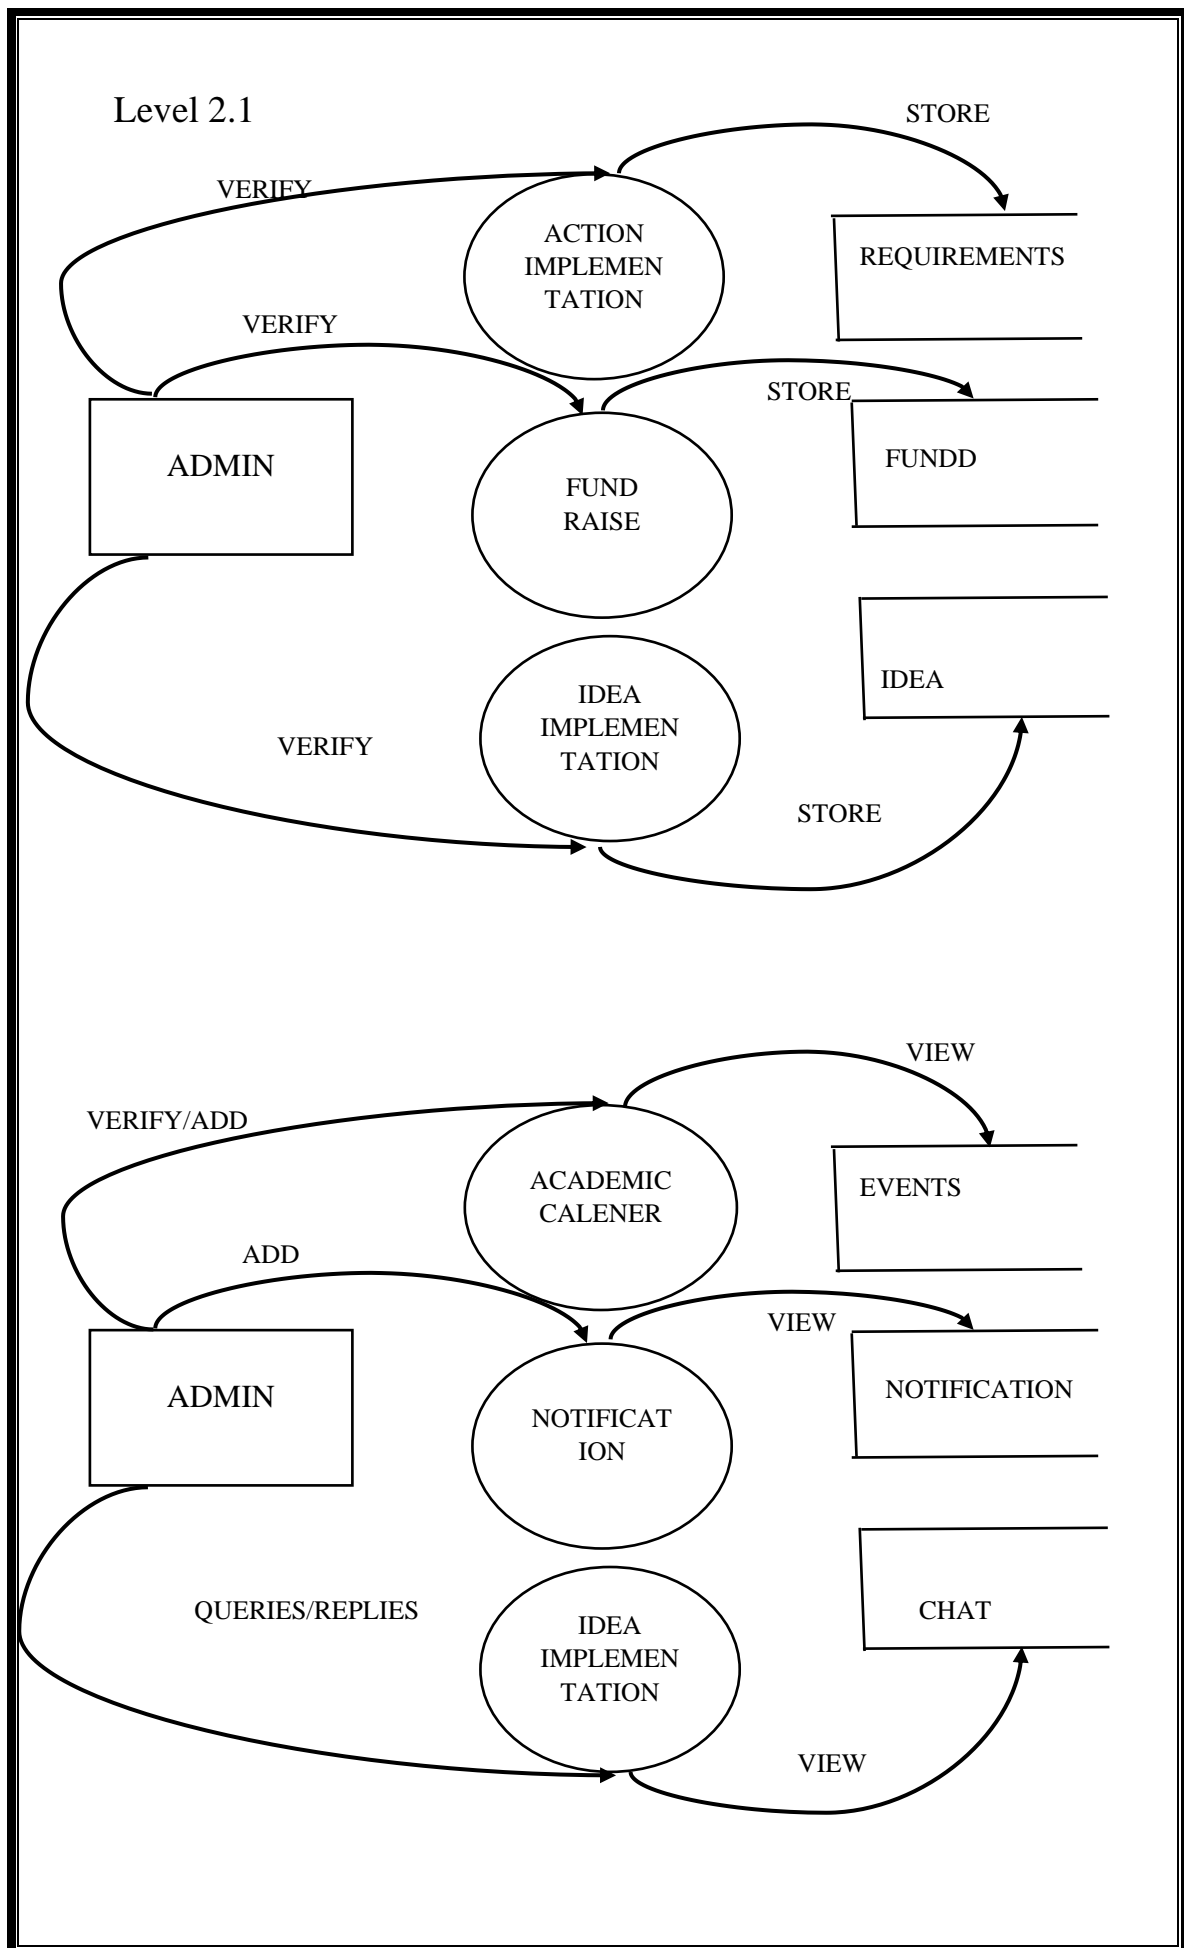 Level 2.1
STORE
VERIFY
ACTION
IMPLEMEN
TATION
REQUIREMENTS
VERIFY
STORE
ADMIN
FUNDD
FUND
RAISE
IDEA
IDEA
IMPLEMEN
TATION
VERIFY
STORE
VIEW
VERIFY/ADD
ACADEMIC
CALENER
EVENTS
ADD
VIEW
ADMIN
NOTIFICATION
NOTIFICAT
ION
QUERIES/REPLIES
IDEA
IMPLEMEN
TATION
CHAT
VIEW